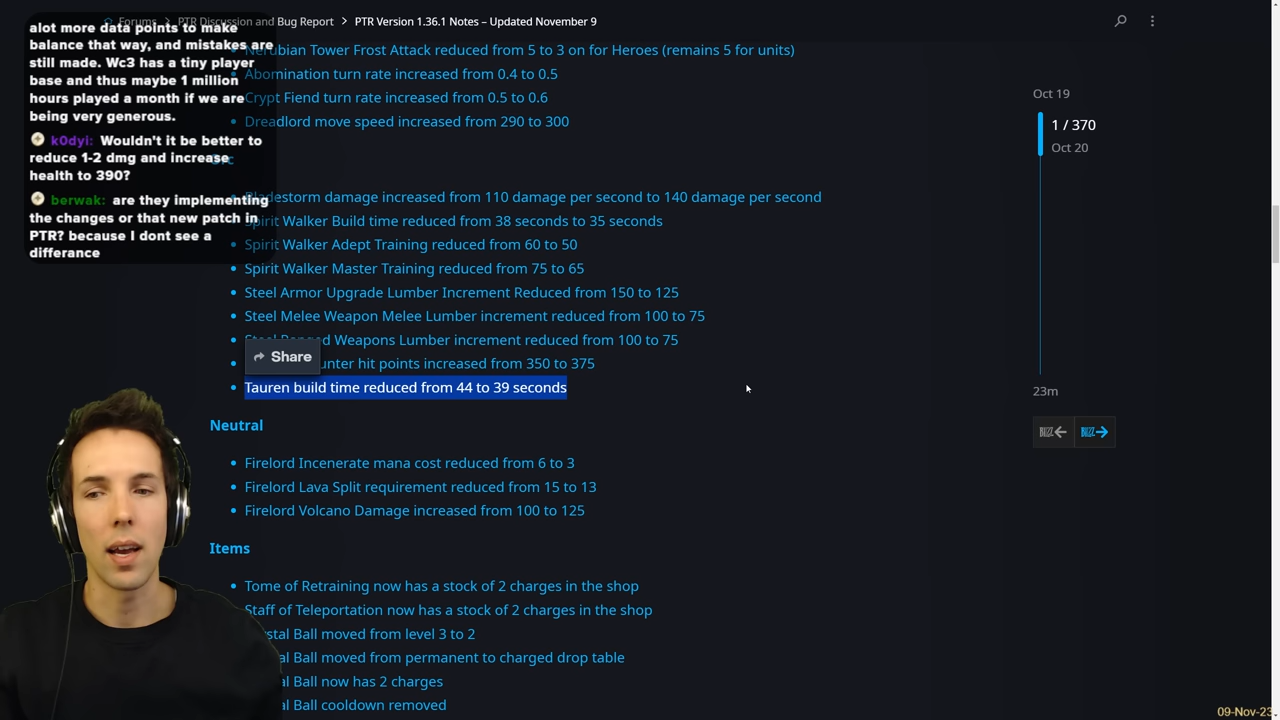 Forums > PTR Discussion and Bug Report > PTR Version 1.36.1 Notes – Updated November 9
alot more data points to make
balance that way, and mistakes are
still made. Wc3 has a tiny player
base and thus maybe 1 million
hours played a month if we are
being very generous.
k0dyi: Wouldn't it be better to
reduce 1-2 dmg and increase
health to 390?
berwak: are they implementing
the changes or that new patch in
PTR? because I dont see a
differance
Nerubian Tower Frost Attack reduced from 5 to 3 on for Heroes (remains 5 for units)
Abomination turn rate increased from 0.4 to 0.5
Crypt Fiend turn rate increased from 0.5 to 0.6
Dreadlord move speed increased from 290 to 300
Orc
Bladestorm damage increased from 110 damage per second to 140 damage per second
Spirit Walker Build time reduced from 38 seconds to 35 seconds
Spirit Walker Adept Training reduced from 60 to 50
Spirit Walker Master Training reduced from 75 to 65
Steel Armor Upgrade Lumber Increment Reduced from 150 to 125
Steel Melee Weapon Melee Lumber increment reduced from 100 to 75
Steel Ranged Weapons Lumber increment reduced from 100 to 75
Share
unter hit points increased from 350 to 375
Tauren build time reduced from 44 to 39 seconds
Neutral
Firelord Incenerate mana cost reduced from 6 to 3
Firelord Lava Split requirement reduced from 15 to 13
Firelord Volcano Damage increased from 100 to 125
Items
Tome of Retraining now has a stock of 2 charges in the shop
Staff of Teleportation now has a stock of 2 charges in the shop
stal Ball moved from level 3 to 2
al Ball moved from permanent to charged drop table
al Ball now has 2 charges
al Ball cooldown removed
Oct 19
1 / 370
Oct 20
23m
BLIZZ
BLIZZ
09-Nov-23